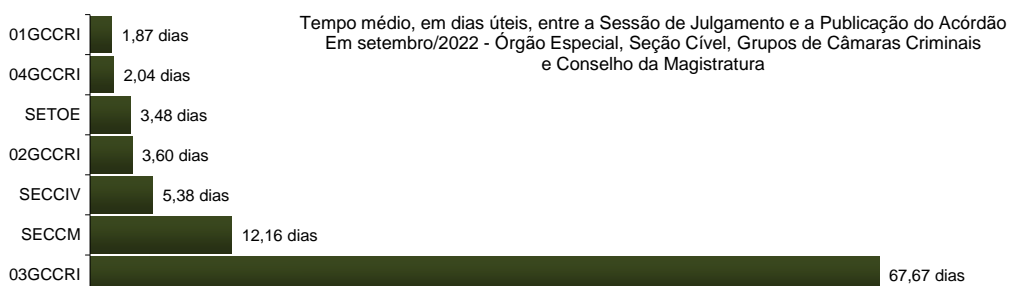 Tempo médio, em dias úteis, entre a Sessão de Julgamento e a Publicação do Acórdão
Em setembro/2022 - Órgão Especial, Seção Cível, Grupos de Câmaras Criminais
e Conselho da Magistratura
01GCCRI 1,87 dias
04GCCRI 2,04 dias
SETOE 3,48 dias
02GCCRI 3,60 dias
SECCIV 5,38 dias
SECCM 12,16 dias
03GCCRI 67,67 dias